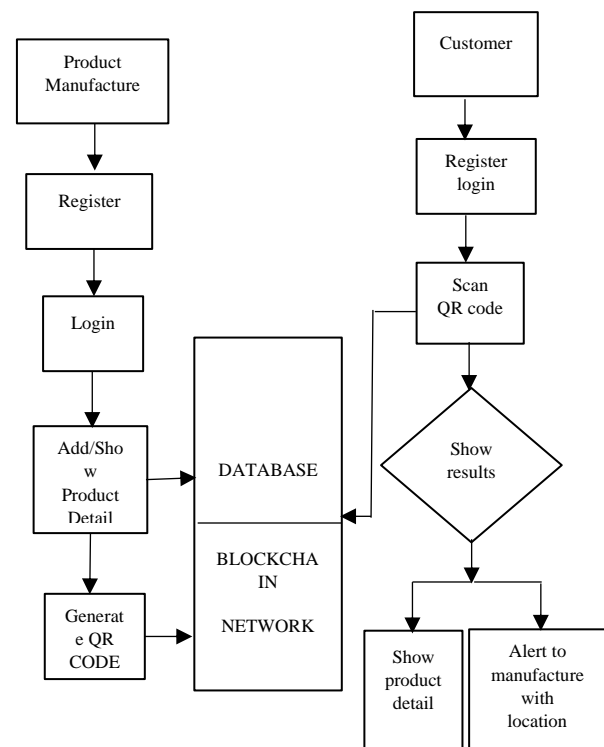 Product
Manufacture
Register
Login
Add/Sho
w
Product
Detail
Generat
e QR
CODE
DATABASE
BLOCKCHA
IN
NETWORK
Customer
Register
login
Scan
QR code
Show
results
Show
product
detail
Alert to
manufacture
with
location